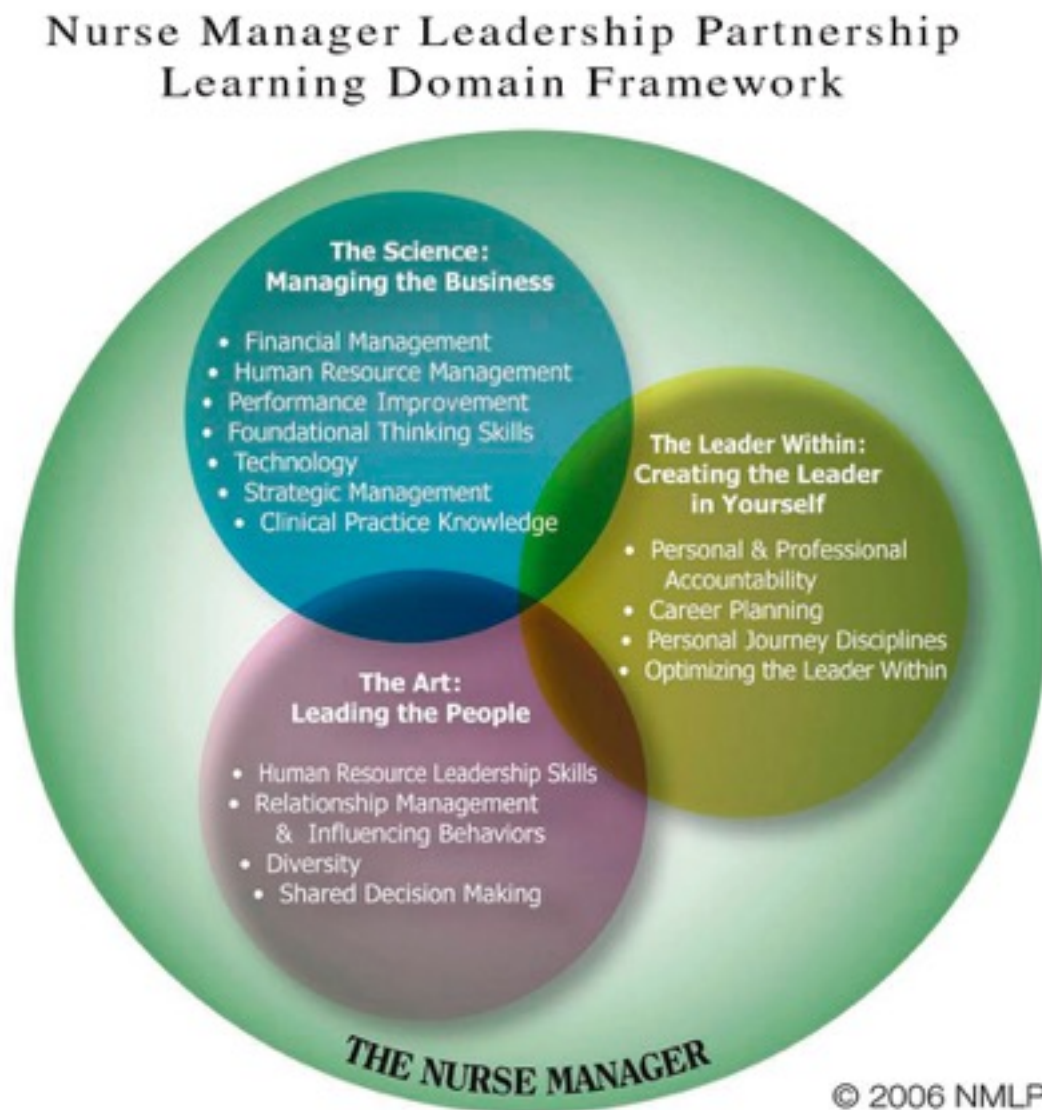 Nurse Manager Leadership Partnership
Learning Domain Framework
The Science:
Managing the Business
• Financial Management
• Human Resource Management
• Performance Improvement
• Foundational Thinking Skills
• Technology
• Strategic Management
• Clinical Practice Knowledge
The Leader Within:
Creating the Leader
in Yourself
• Personal & Professional
Accountability
• Career Planning
• Personal Journey Disciplines
• Optimizing the Leader Within
The Art:
Leading the People
• Human Resource Leadership Skills
• Relationship Management
& Influencing Behaviors
• Diversity
• Shared Decision Making
THE NURSE MANAGER
© 2006 NMLP